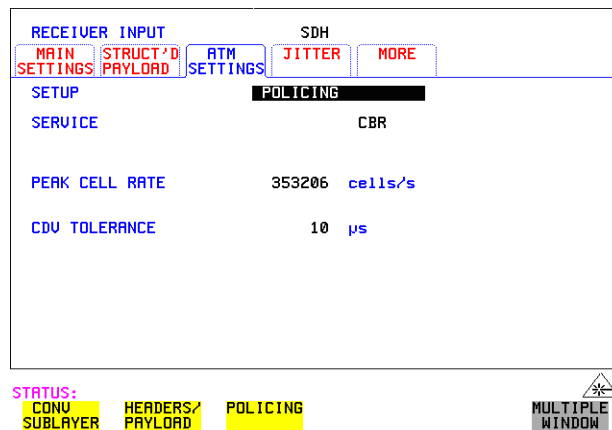 RECEIVER INPUT SDH
MAIN SETTINGS STRUCT'D PAYLOAD ATM SETTINGS JITTER MORE
SETUP POLICING
SERVICE CBR
PEAK CELL RATE 353206 cells/s
CDV TOLERANCE 10 µs
STATUS:
CONV SUBLAYER HEADERS/ PAYLOAD POLICING MULTIPLE WINDOW